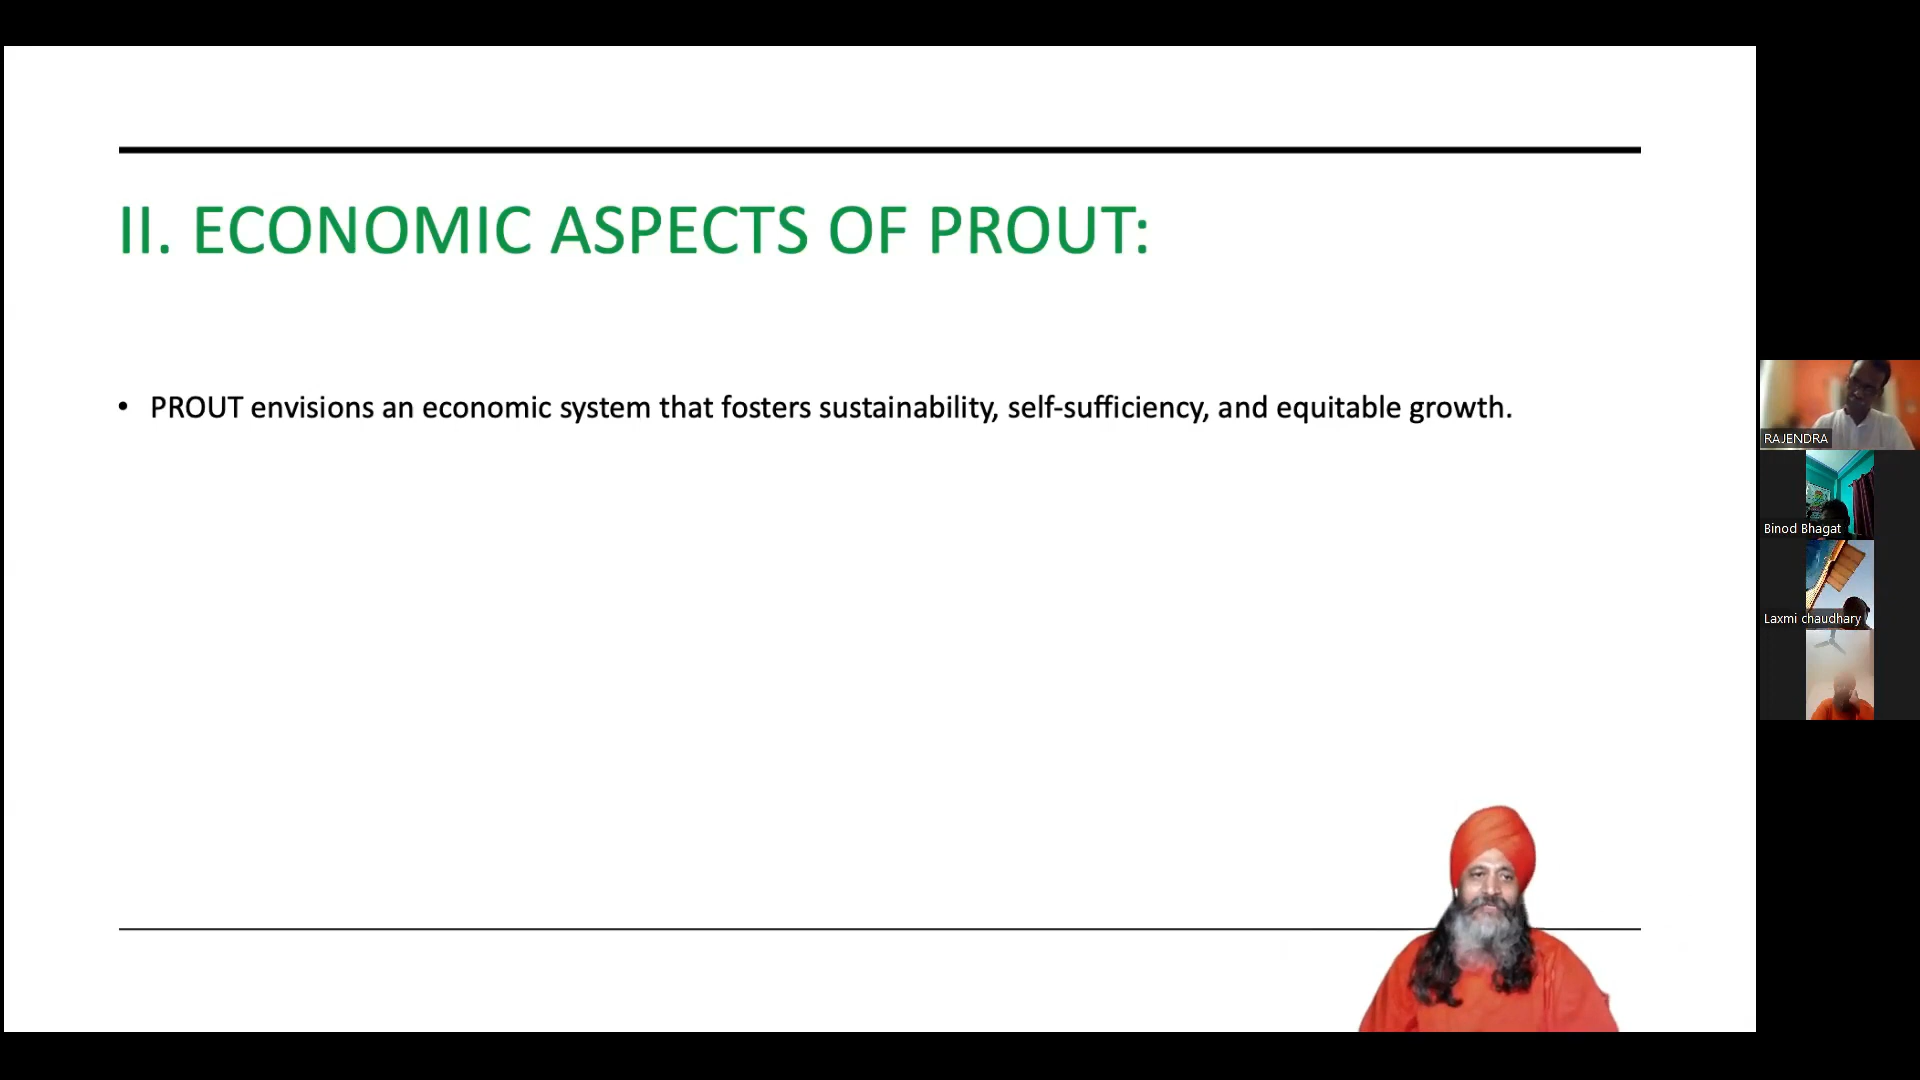 II. ECONOMIC ASPECTS OF PROUT:
• PROUT envisions an economic system that fosters sustainability, self-sufficiency, and equitable growth.
RAJENDRA
Binod Bhagat
Laxmi chaudhary